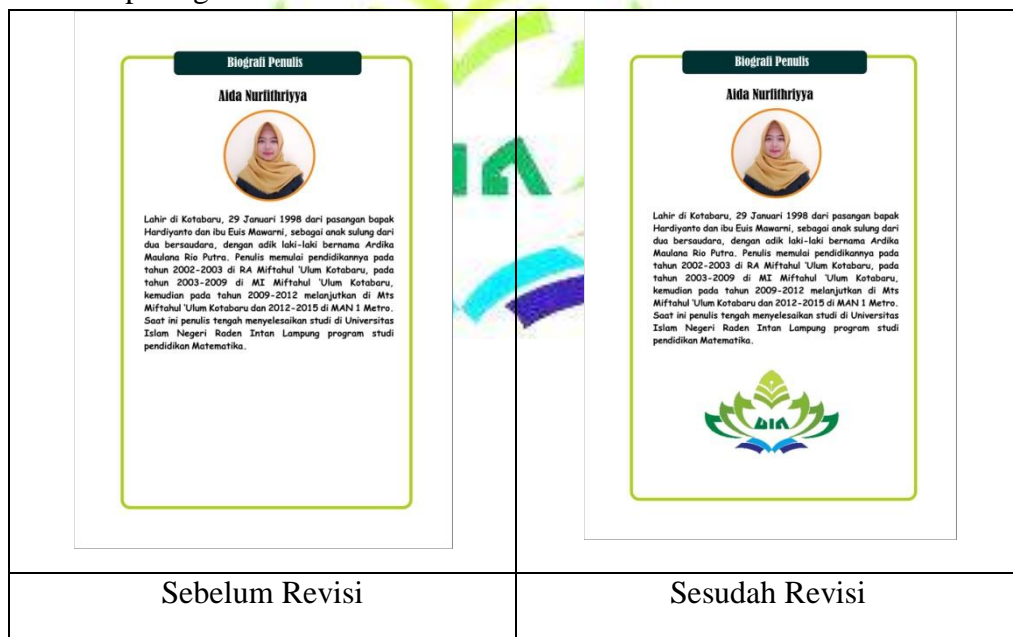 Biografi Penulis
Aida Nurfithriyya
Lahir di Kotabaru, 29 Januari 1998 dari pasangan bapak
Hardiyanto dan ibu Euis Mawarni, sebagai anak sulung dari
dua bersaudara, dengan adik laki-laki bernama Ardika
Maulana Rio Putra. Penulis memulai pendidikannya pada
tahun 2002-2003 di RA Miftahul 'Ulum Kotabaru, pada
tahun 2003-2009 di MI Miftahul 'Ulum Kotabaru,
kemudian pada tahun 2009-2012 melanjutkan di Mts
Miftahul 'Ulum Kotabaru dan 2012-2015 di MAN 1 Metro.
Saat ini penulis tengah menyelesaikan studi di Universitas
Islam Negeri Raden Intan Lampung program studi
pendidikan Matematika.
Sebelum Revisi
Biografi Penulis
Aida Nurfithriyya
Lahir di Kotabaru, 29 Januari 1998 dari pasangan bapak
Hardiyanto dan ibu Euis Mawarni, sebagai anak sulung dari
dua bersaudara, dengan adik laki-laki bernama Ardika
Maulana Rio Putra. Penulis memulai pendidikannya pada
tahun 2002-2003 di RA Miftahul 'Ulum Kotabaru, pada
tahun 2003-2009 di MI Miftahul 'Ulum Kotabaru,
kemudian pada tahun 2009-2012 melanjutkan di Mts
Miftahul 'Ulum Kotabaru dan 2012-2015 di MAN 1 Metro.
Saat ini penulis tengah menyelesaikan studi di Universitas
Islam Negeri Raden Intan Lampung program studi
pendidikan Matematika.
Sesudah Revisi